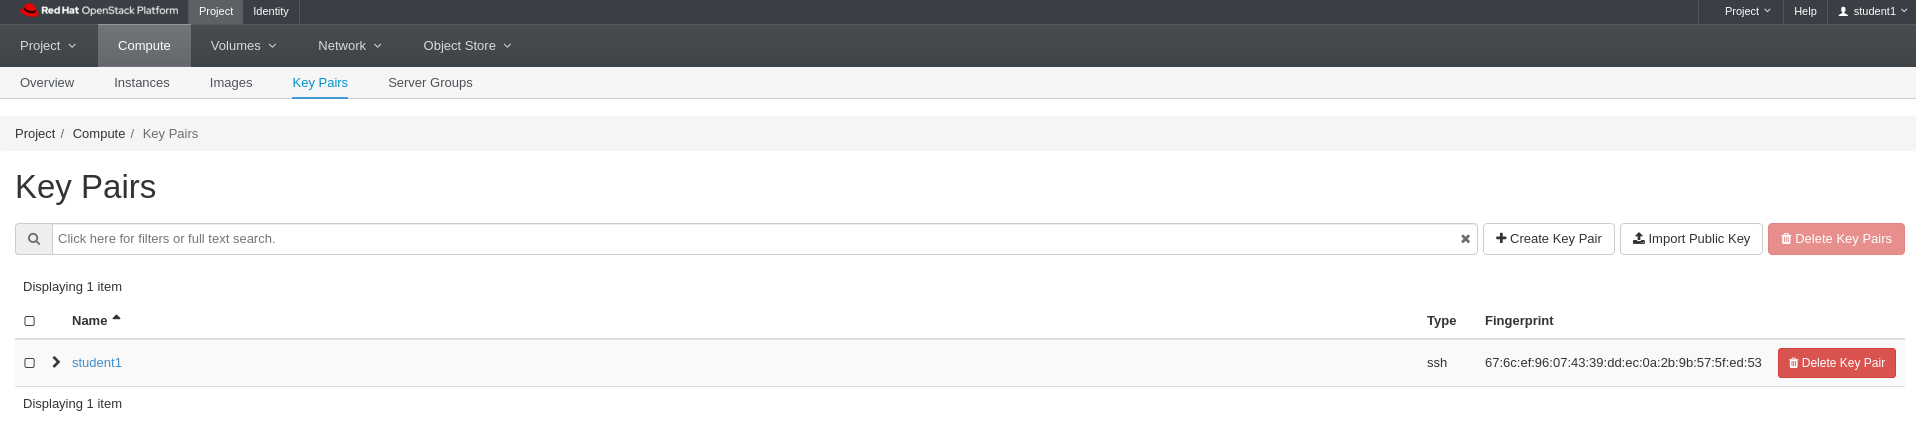 Red Hat OpenStack Platform Project Identity Project Help student1
Project Compute Volumes Network Object Store
Overview Instances Images Key Pairs Server Groups
Project / Compute / Key Pairs
Key Pairs
Click here for filters or full text search. Create Key Pair Import Public Key Delete Key Pairs
Displaying 1 item
Name Type Fingerprint
student1 ssh 67:6c:ef:96:07:43:39:dd:ec:0a:2b:9b:57:5f:ed:53 Delete Key Pair
Displaying 1 item